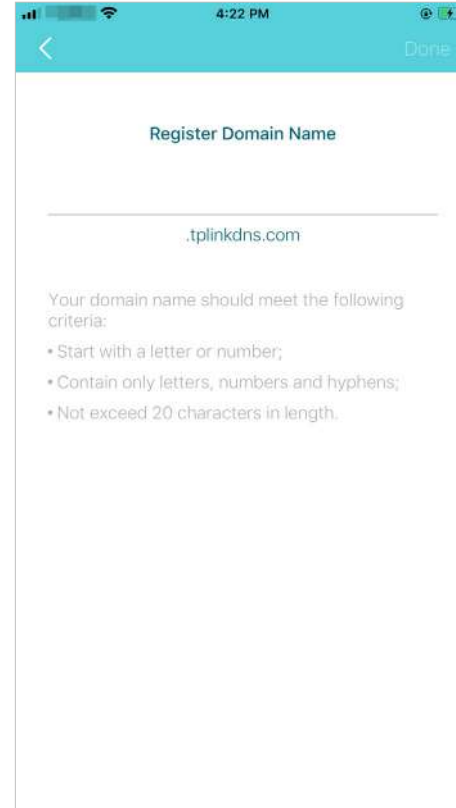 4:22 PM
Done
Register Domain Name
.tplinkdns.com
Your domain name should meet the following
criteria:
• Start with a letter or number;
• Contain only letters, numbers and hyphens;
• Not exceed 20 characters in length.